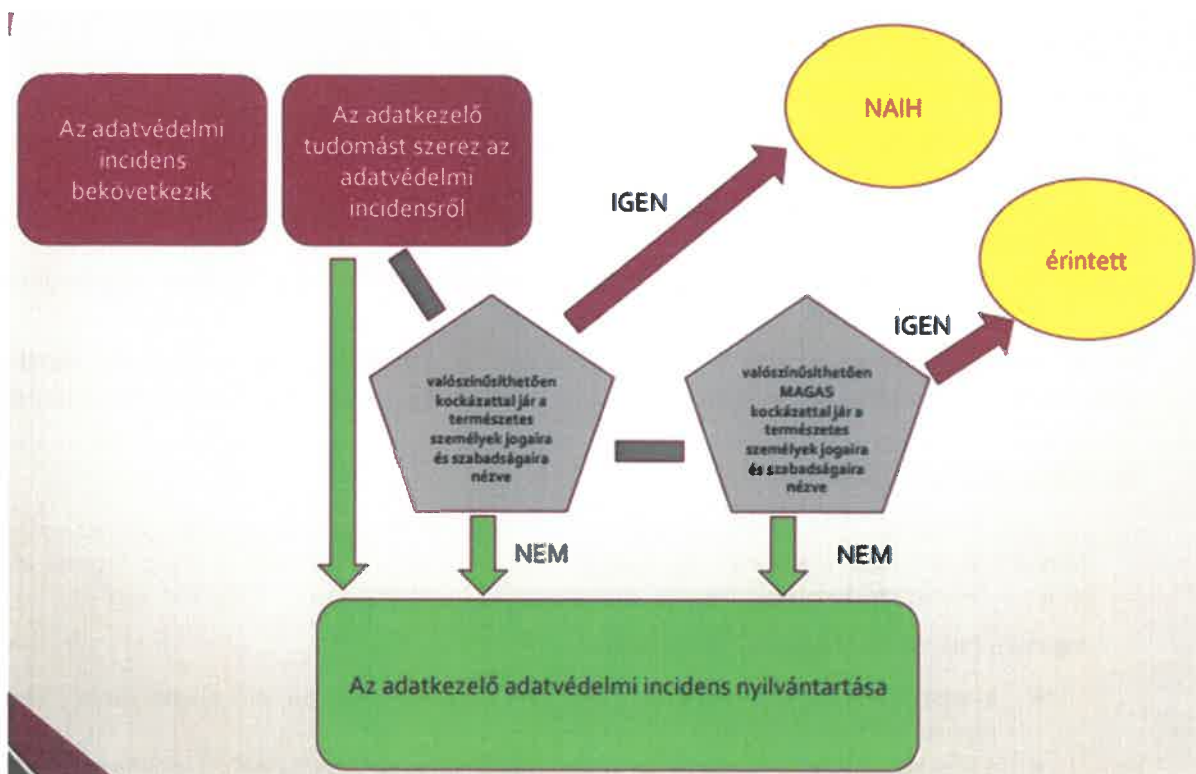 Az adatvédelmi
incidens
bekövetkezik
Az adatkezelő
tudomást szerez az
adatvédelmi
incidensről
NAIH
IGEN
érintett
IGEN
valószínűsíthetően
kockázattal jár a
természetes
személyek jogaira
és szabadságaira
nézve
valószínűsíthetően
MAGAS
kockázattal jár a
természetes
személyek jogaira
és szabadságaira
nézve
NEM
NEM
Az adatkezelő adatvédelmi incidens nyilvántartása